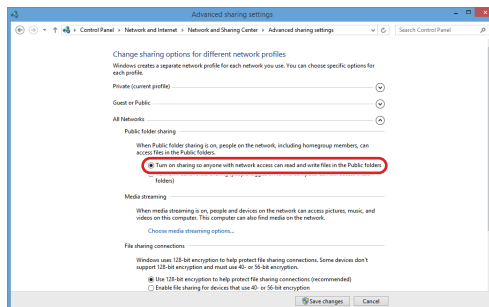 Advanced sharing settings
Control Panel › Network and Internet › Network and Sharing Center › Advanced sharing settings
Search Control Panel
Change sharing options for different network profiles
Windows creates a separate network profile for each network you use. You can choose specific options for
each profile.
Private (current profile)
Guest or Public
All Networks
Public folder sharing
When Public folder sharing is on, people on the network, including homegroup members, can
access files in the Public folders.
Turn on sharing so anyone with network access can read and write files in the Public folders
folders)
Media streaming
When media streaming is on, people and devices on the network can access pictures, music, and
videos on this computer. This computer can also find media on the network.
Choose media streaming options...
File sharing connections
Windows uses 128-bit encryption to help protect file sharing connections. Some devices don't
support 128-bit encryption and must use 40- or 56-bit encryption.
Use 128-bit encryption to help protect file sharing connections (recommended)
Enable file sharing for devices that use 40- or 56-bit encryption
Save changes
Cancel